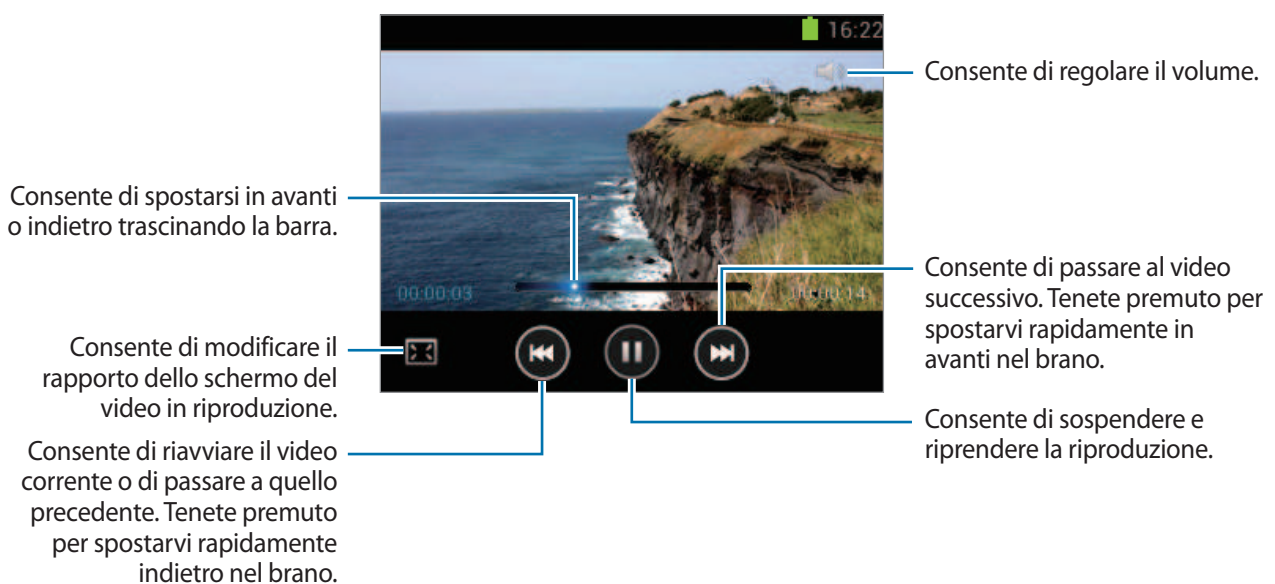 16:22
Consente di regolare il volume.
Consente di spostarsi in avanti
o indietro trascinando la barra.
00:00:03
00:00:14
Consente di passare al video
successivo. Tenete premuto per
spostarvi rapidamente in
avanti nel brano.
Consente di modificare il
rapporto dello schermo del
video in riproduzione.
Consente di sospendere e
riprendere la riproduzione.
Consente di riavviare il video
corrente o di passare a quello
precedente. Tenete premuto
per spostarvi rapidamente
indietro nel brano.